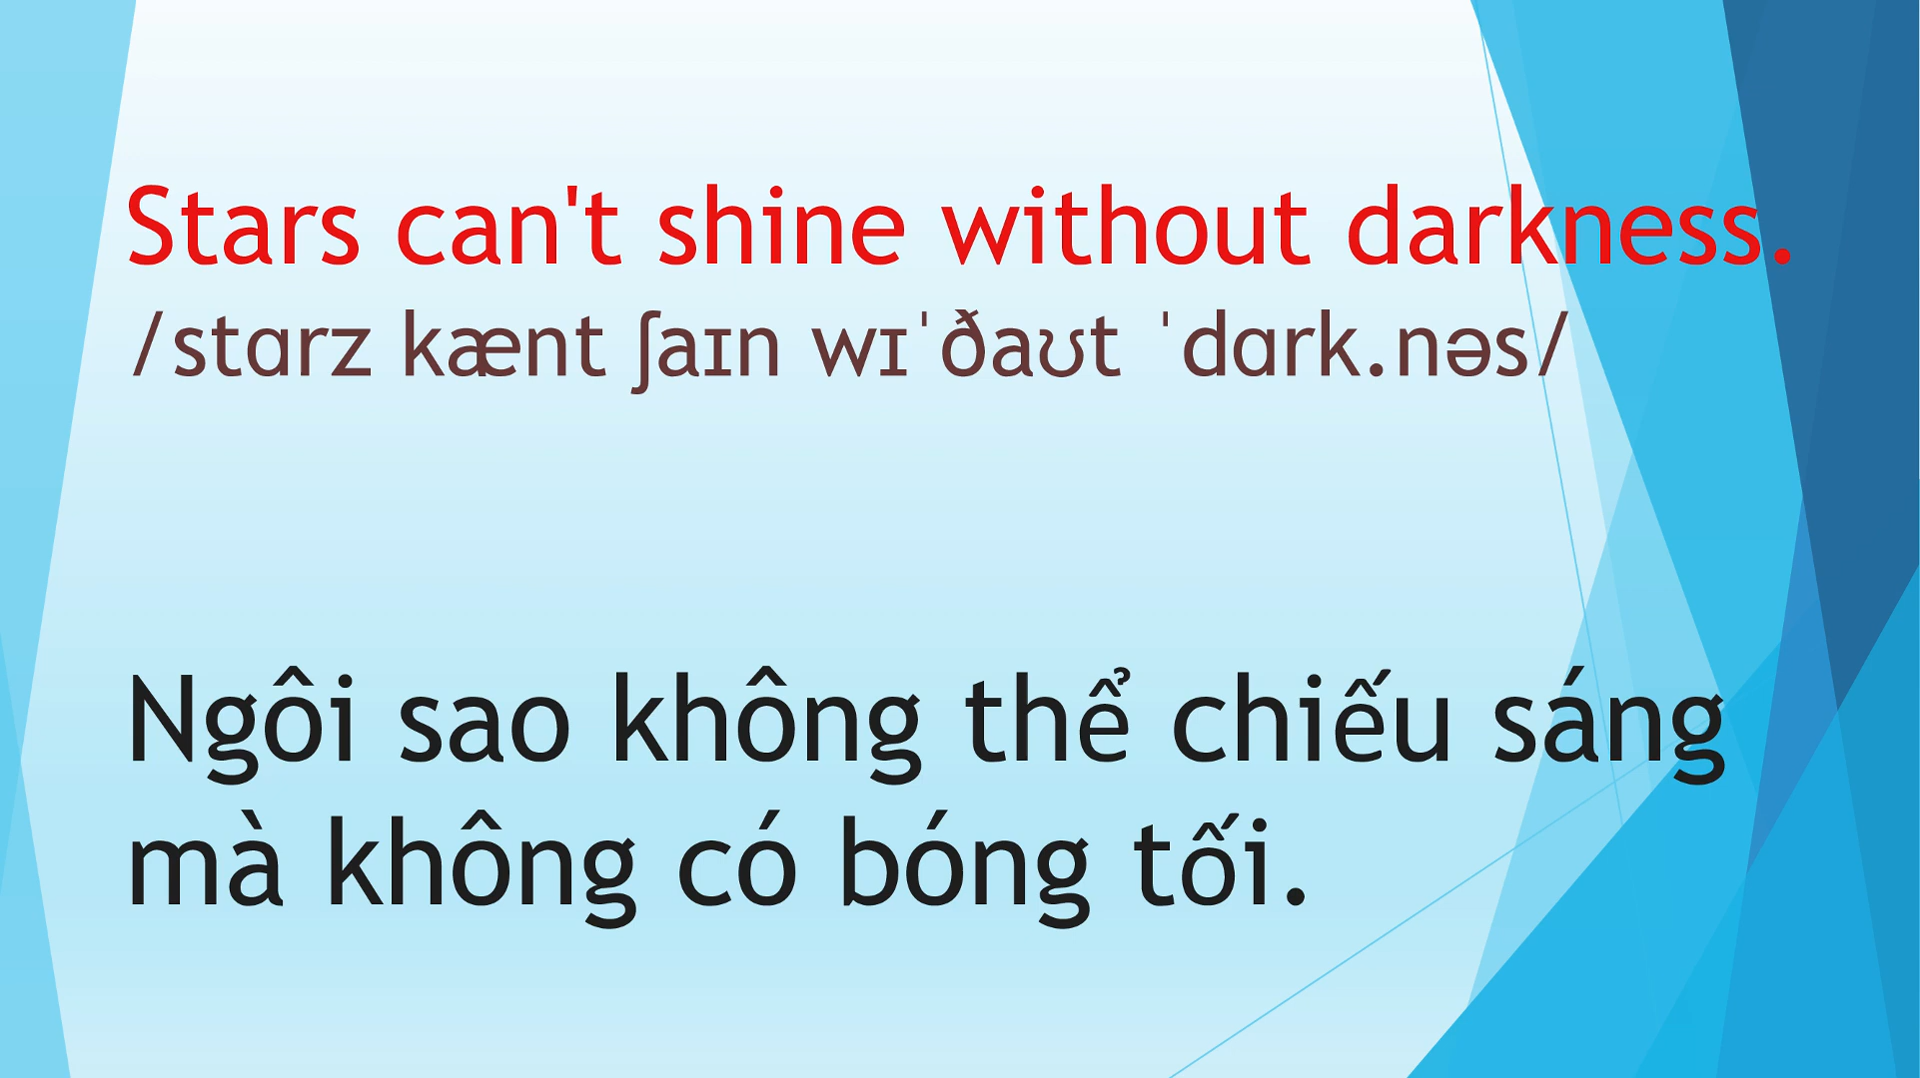 Stars can't shine without darkness.
/stɑrz kænt ʃaɪn wɪˈðaʊt ˈdɑrk.nəs/
Ngôi sao không thể chiếu sáng
mà không có bóng tối.